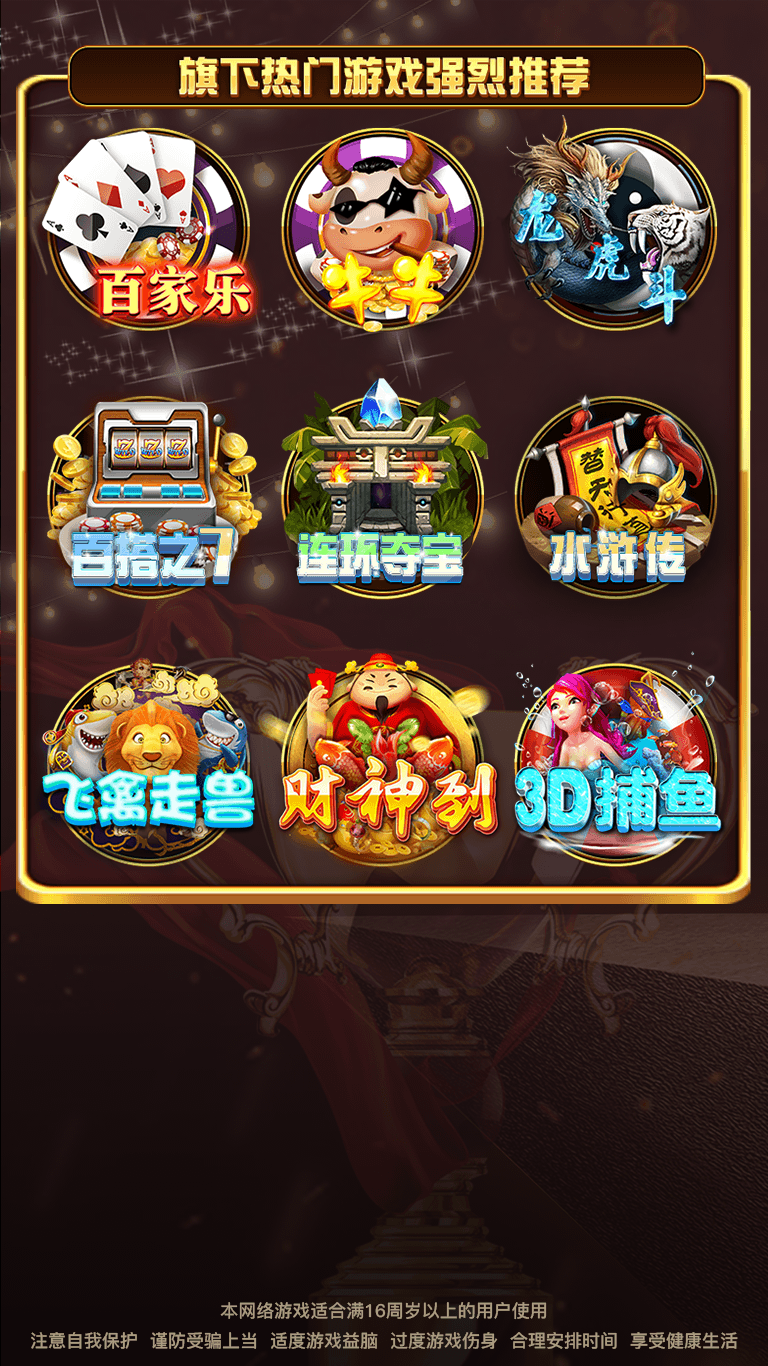 旗下热门游戏强烈推荐
百家乐
牛牛
龙虎斗
百搭之7
连环夺宝
替天行道
水浒传
飞禽走兽
财神到
3D捕鱼
本网络游戏适合满16周岁以上的用户使用
注意自我保护 谨防受骗上当 适度游戏益脑 过度游戏伤身 合理安排时间 享受健康生活